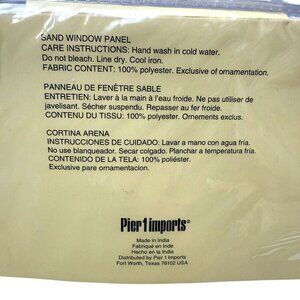 SAND WINDOW PANEL
CARE INSTRUCTIONS: Hand wash in cold water.
Do not bleach. Line dry. Cool iron.
FABRIC CONTENT: 100% polyester. Exclusive of ornamentation.
PANNEAU DE FENÊTRE SABLE
ENTRETIEN: Laver à la main à l'eau froide. Ne pas utiliser de
javelisant. Sécher suspendu. Repasser au fer froid.
CONTENU DU TISSU: 100% polyester. Ornements exclus.
CORTINA ARENA
INSTRUCCIONES DE CUIDADO: Lavar a mano con agua fría.
No use blanqueador. Secar colgado. Planchar a temperatura fría.
CONTENIDO DE LA TELA: 100% poliéster.
Exclusive pare ornamentacion.
Pier 1 imports®
Made in India
Fabriqué en Inde
Hecho en la India
Distributed by Pier 1 Imports
Fort Worth, Texas 76102 USA